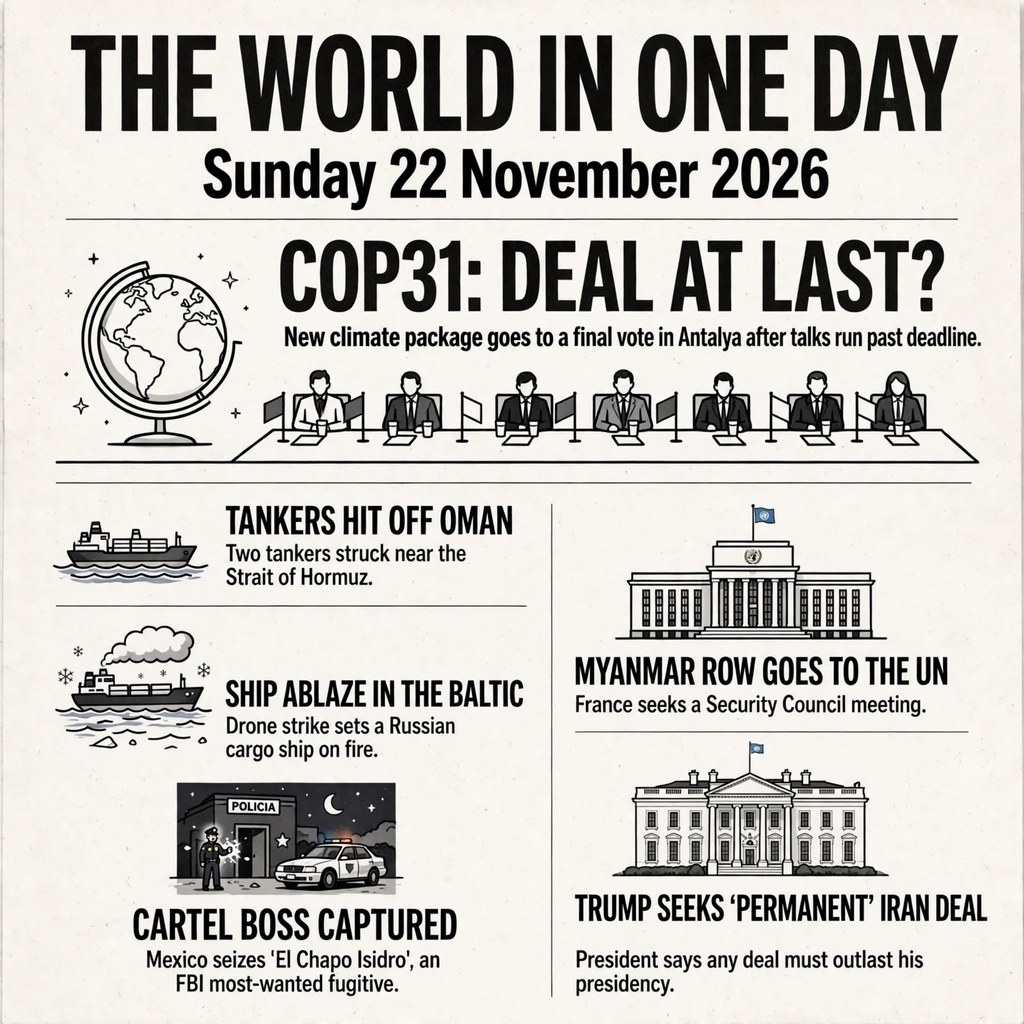 THE WORLD IN ONE DAY
Sunday 22 November 2026
COP31: DEAL AT LAST?
New climate package goes to a final vote in Antalya after talks run past deadline.
TANKERS HIT OFF OMAN
Two tankers struck near the
Strait of Hormuz.
SHIP ABLAZE IN THE BALTIC
Drone strike sets a Russian
cargo ship on fire.
POLICIA
CARTEL BOSS CAPTURED
Mexico seizes 'El Chapo Isidro', an
FBI most-wanted fugitive.
MYANMAR ROW GOES TO THE UN
France seeks a Security Council meeting.
TRUMP SEEKS ‘PERMANENT’ IRAN DEAL
President says any deal must outlast his
presidency.